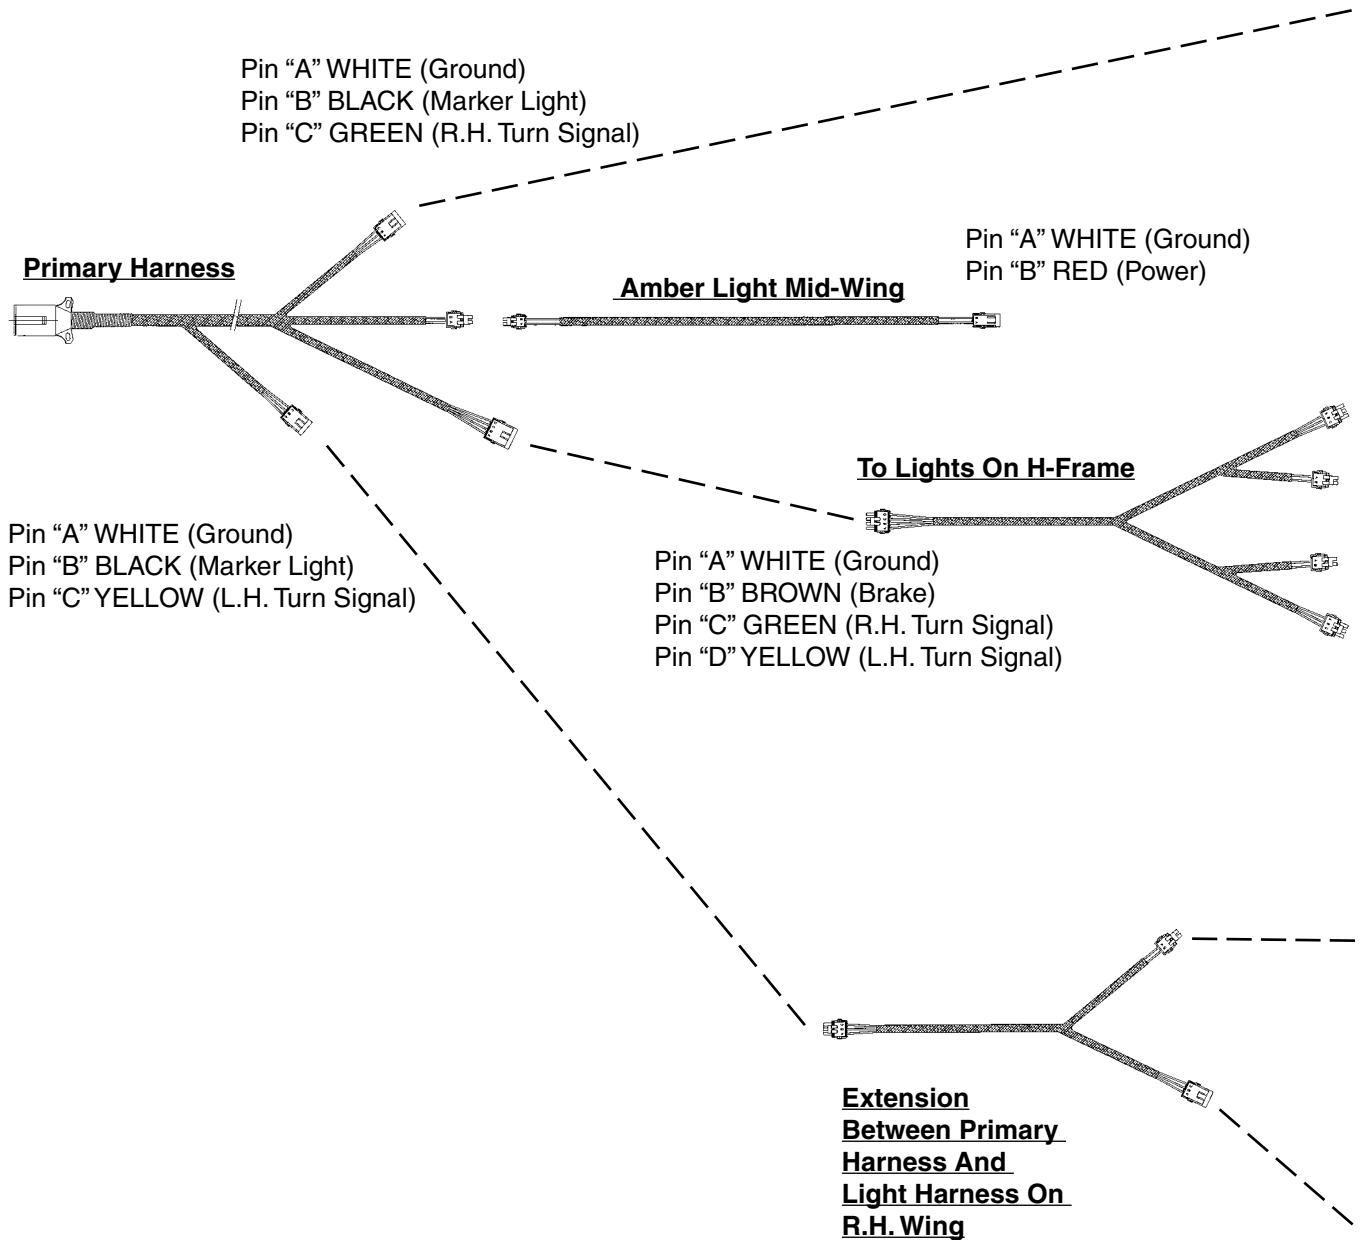 Pin “A” WHITE (Ground)
Pin “B” BLACK (Marker Light)
Pin “C” GREEN (R.H. Turn Signal)
Primary Harness
Amber Light Mid-Wing
Pin “A” WHITE (Ground)
Pin “B” RED (Power)
To Lights On H-Frame
Pin “A” WHITE (Ground)
Pin “B” BLACK (Marker Light)
Pin “C” YELLOW (L.H. Turn Signal)
Pin “A” WHITE (Ground)
Pin “B” BROWN (Brake)
Pin “C” GREEN (R.H. Turn Signal)
Pin “D” YELLOW (L.H. Turn Signal)
Extension
Between Primary
Harness And
Light Harness On
R.H. Wing